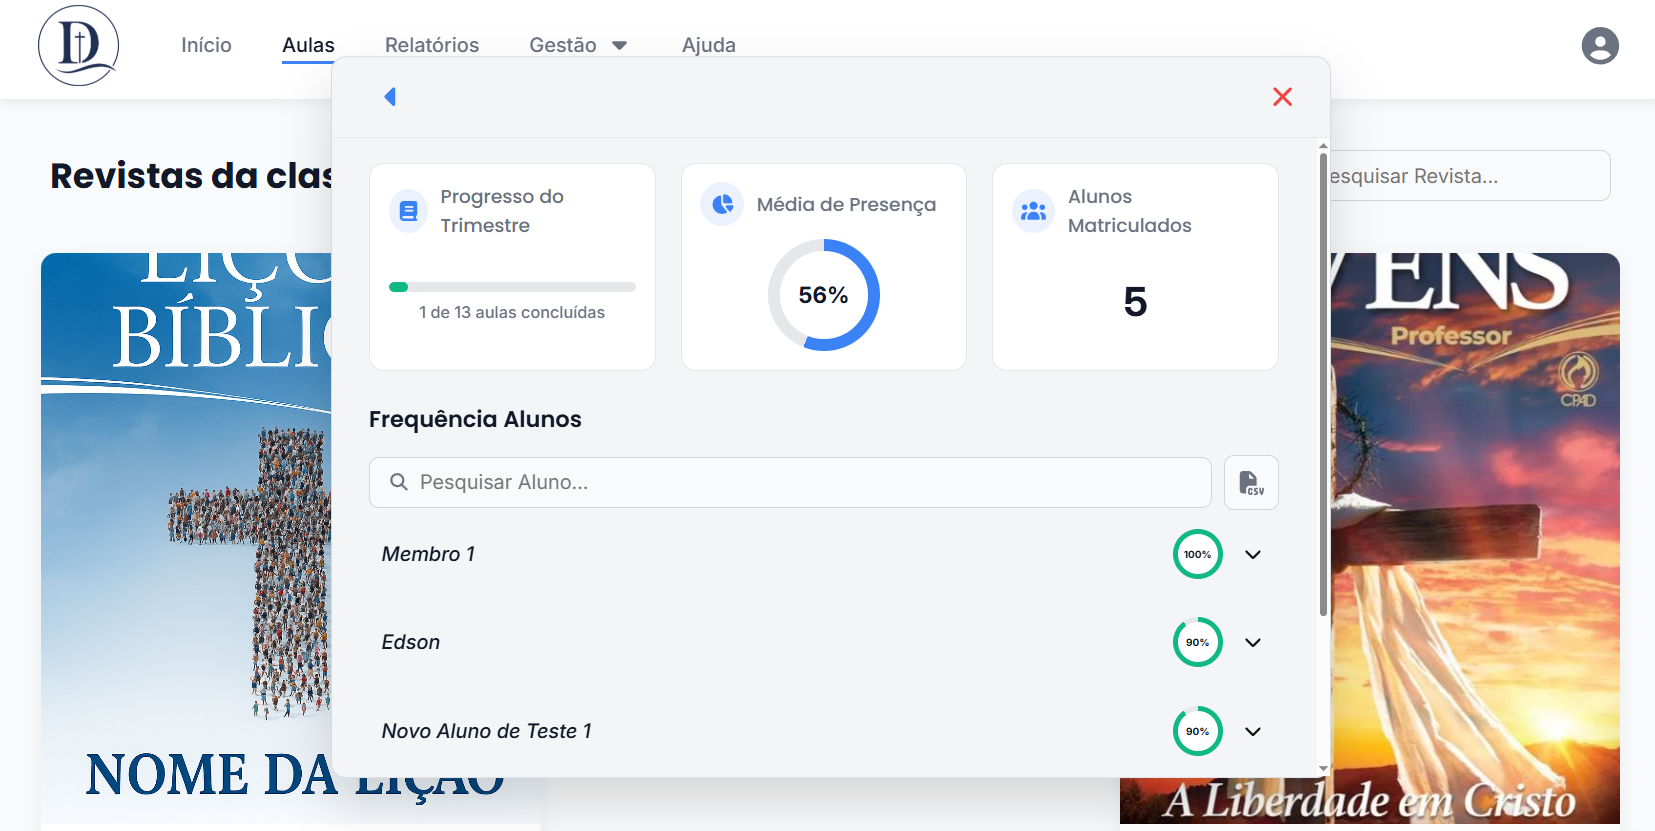 D
Início
Aulas
Relatórios
Gestão
Ajuda
Revistas da clas
esquisar Revista...
Progresso do
Trimestre
1 de 13 aulas concluídas
Média de Presença
56%
Alunos
Matriculados
5
Frequência Alunos
Pesquisar Aluno...
CSV
Membro 1
100%
Edson
90%
Novo Aluno de Teste 1
90%
LIÇÕ
BÍBLIC
NOME DA LIÇÃO
VENS
Professor
CPAD
A Liberdade em Cristo